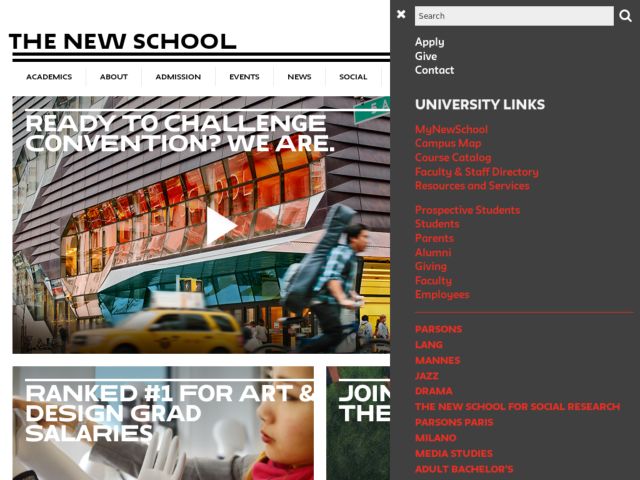 THE NEW SCHOOL
ACADEMICS
ABOUT
ADMISSION
EVENTS
NEWS
SOCIAL
READY TO CHALLENGE
CONVENTION? WE ARE.
RANKED #1 FOR ART &
DESIGN GRAD
SALARIES
JOIN
THE
Search
Apply
Give
Contact
UNIVERSITY LINKS
MyNewSchool
Campus Map
Course Catalog
Faculty & Staff Directory
Resources and Services
Prospective Students
Students
Parents
Alumni
Giving
Faculty
Employees
PARSONS
LANG
MANNES
JAZZ
DRAMA
THE NEW SCHOOL FOR SOCIAL RESEARCH
PARSONS PARIS
MILANO
MEDIA STUDIES
ADULT BACHELOR'S